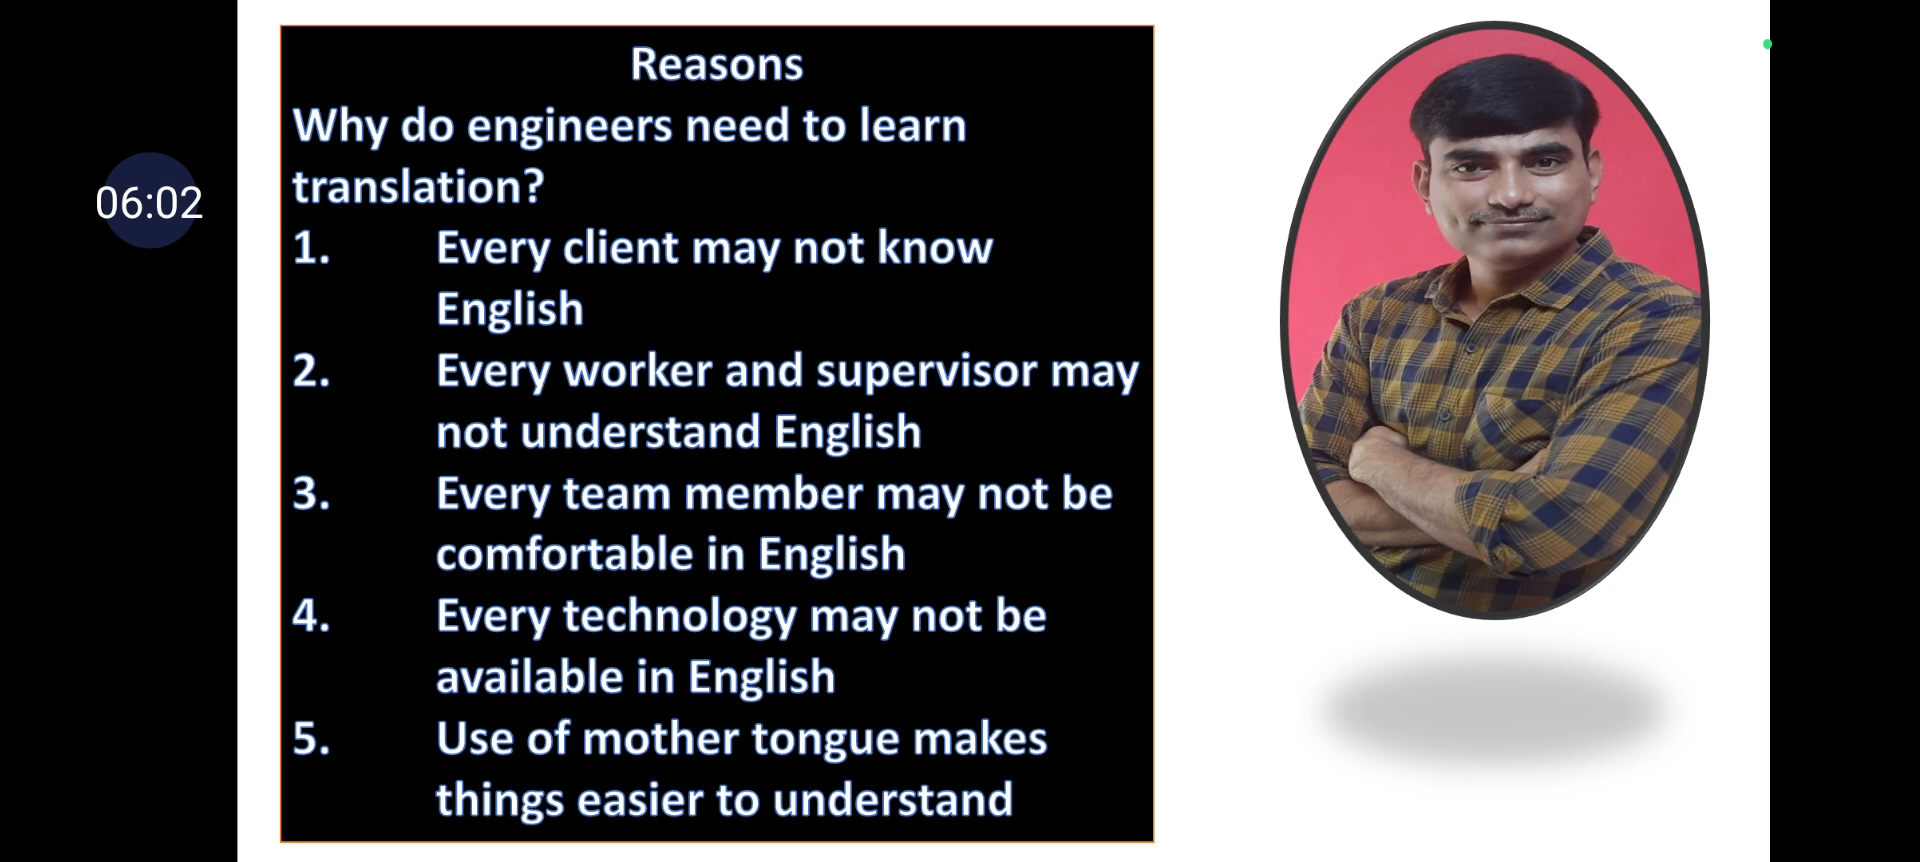 Reasons
Why do engineers need to learn
translation?
1. Every client may not know
English
2. Every worker and supervisor may
not understand English
3. Every team member may not be
comfortable in English
4. Every technology may not be
available in English
5. Use of mother tongue makes
things easier to understand
06:02